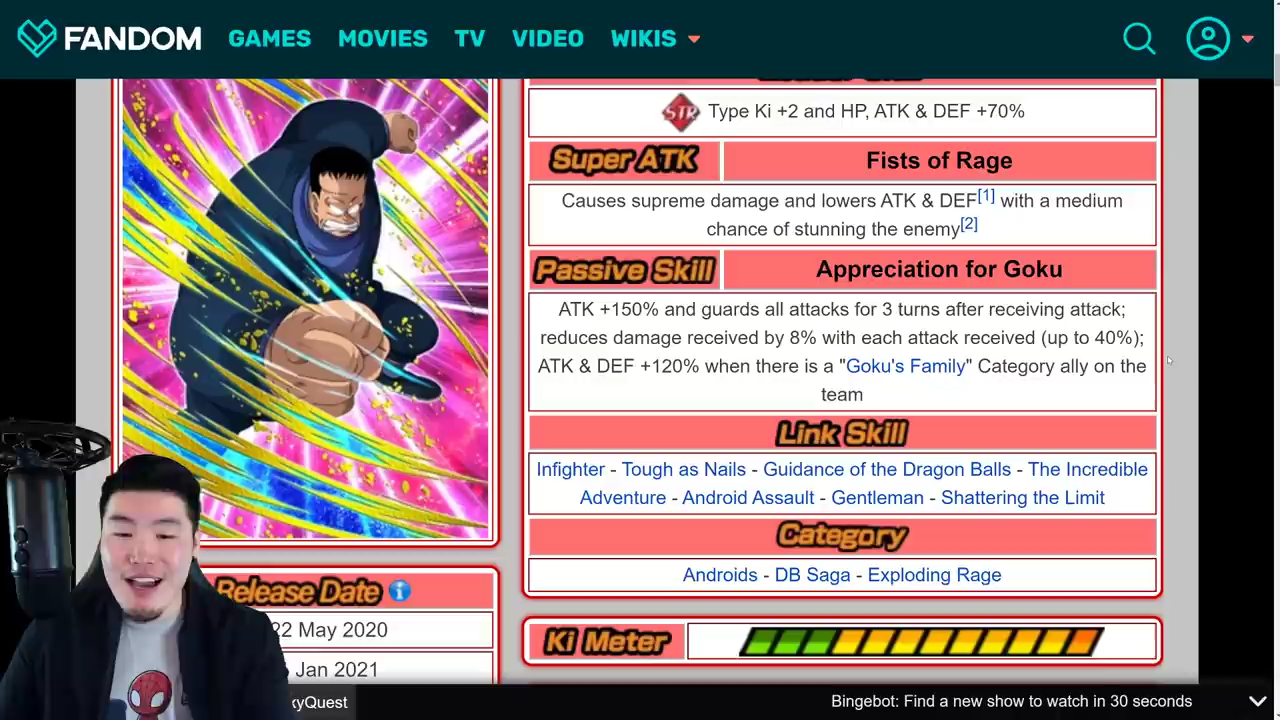 FANDOM GAMES MOVIES TV VIDEO WIKIS
STR Type Ki +2 and HP, ATK & DEF +70%
Super ATK Fists of Rage
Causes supreme damage and lowers ATK & DEF[1] with a medium
chance of stunning the enemy[2]
Passive Skill Appreciation for Goku
ATK +150% and guards all attacks for 3 turns after receiving attack;
reduces damage received by 8% with each attack received (up to 40%);
ATK & DEF +120% when there is a "Goku's Family" Category ally on the
team
Link Skill
Infighter - Tough as Nails - Guidance of the Dragon Balls - The Incredible
Adventure - Android Assault - Gentleman - Shattering the Limit
Category
Androids - DB Saga - Exploding Rage
Release Date i
22 May 2020
Jan 2021
Ki Meter
xyQuest
Bingebot: Find a new show to watch in 30 seconds